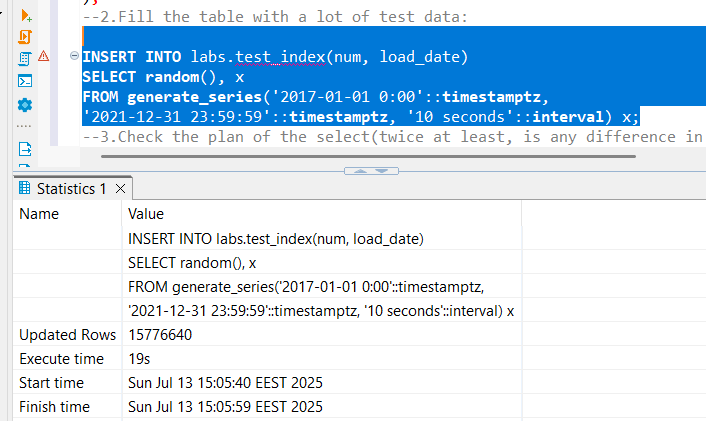 --2.Fill the table with a lot of test data:
INSERT INTO labs.test_index(num, load_date)
SELECT random(), x
FROM generate_series('2017-01-01 0:00'::timestamptz,
'2021-12-31 23:59:59'::timestamptz, '10 seconds'::interval) x;
--3.Check the plan of the select(twice at least, is any difference in
Statistics 1
Name Value
INSERT INTO labs.test_index(num, load_date)
SELECT random(), x
FROM generate_series('2017-01-01 0:00'::timestamptz,
'2021-12-31 23:59:59'::timestamptz, '10 seconds'::interval) x
Updated Rows 15776640
Execute time 19s
Start time Sun Jul 13 15:05:40 EEST 2025
Finish time Sun Jul 13 15:05:59 EEST 2025